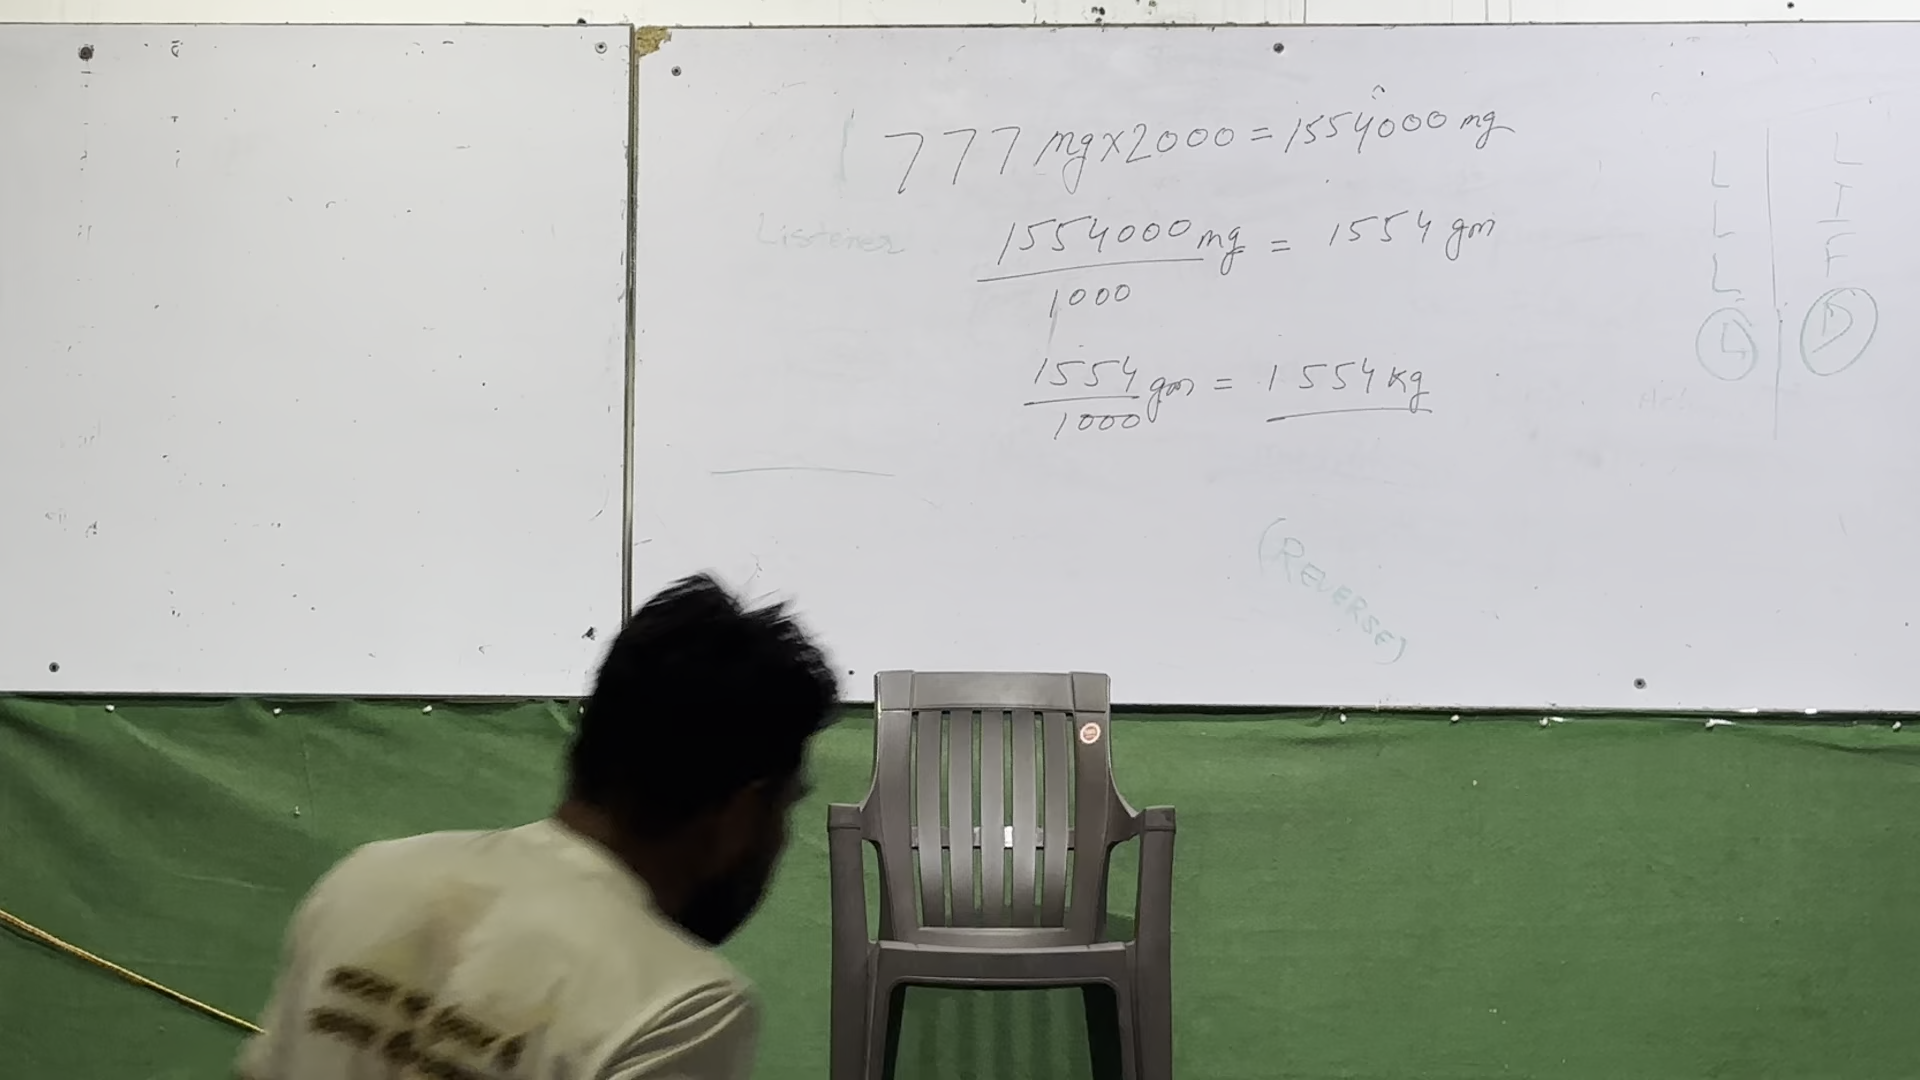 777 mg x 2000 = 1554000 mg
Listener
1554000 mg = 1554 gm
1000
1554 gm = 1 554 kg
1000
(REVERSE)
L L
L T
L F
L D